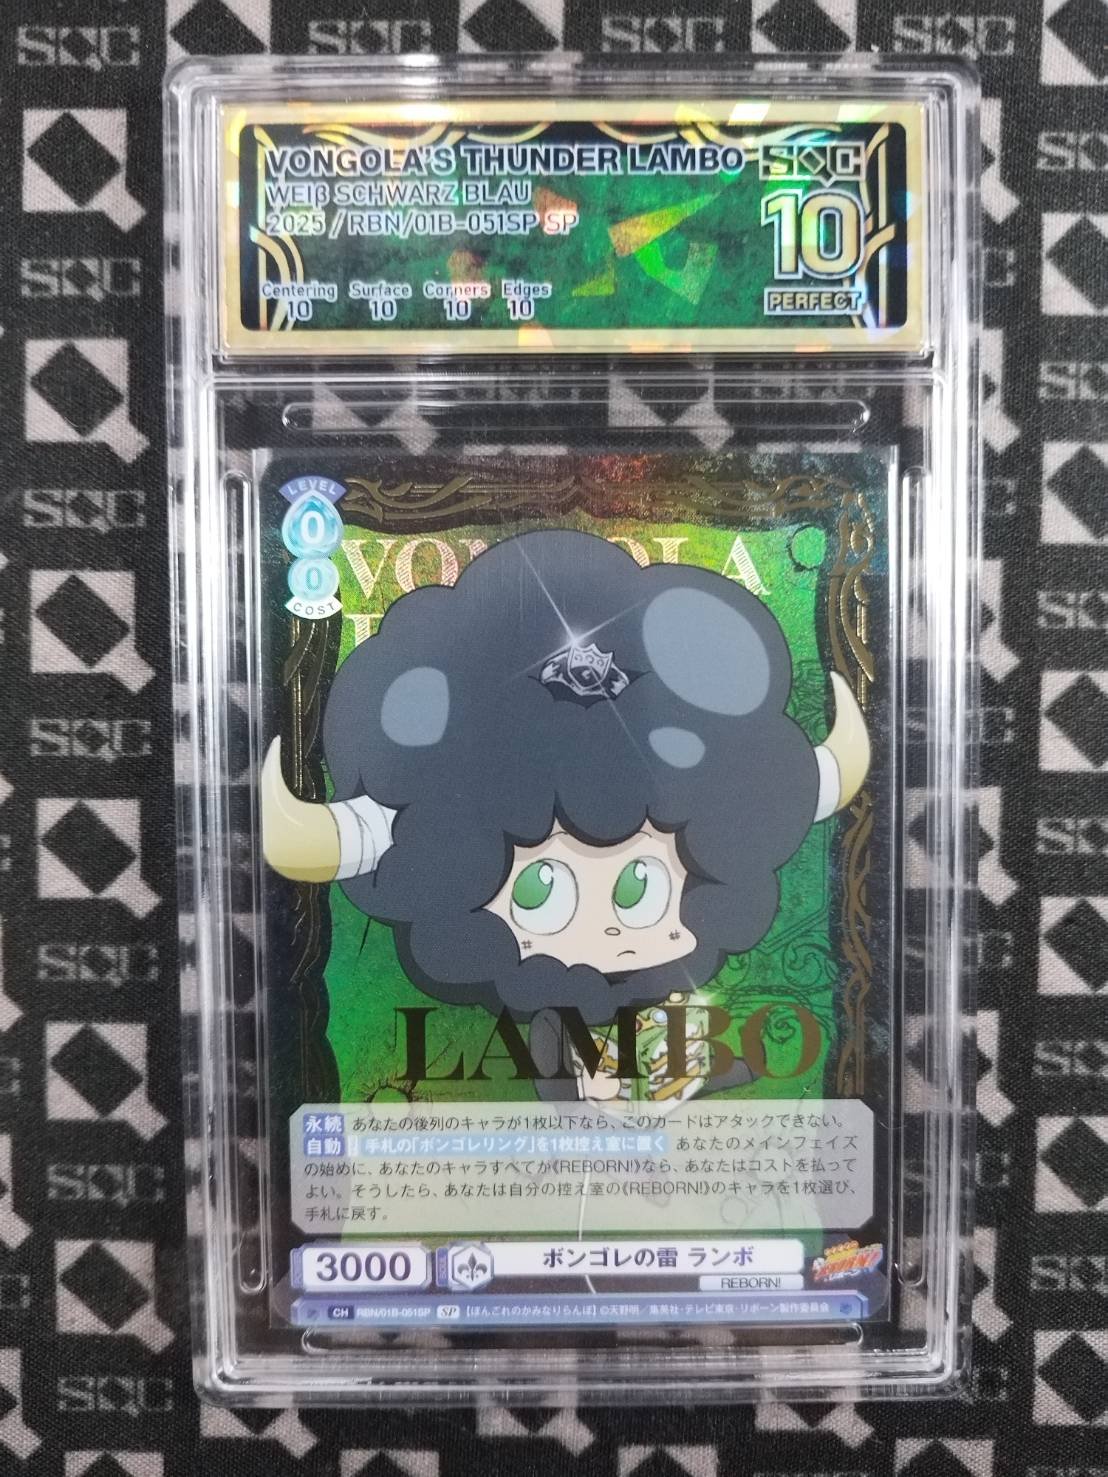 VONGOLA'S THUNDER LAMBO
SQC
WEIβ SCHWARZ BLAU
2025 / RBN/01B-051SP SP
10
PERFECT
Centering Surface Corners Edges
10 10 10 10
LEVEL
0
0
COST
LAMBO
永続 あなたの後列のキャラが1枚以下なら、このカードはアタックできない。
自動 手札の「ボンゴレリング」を1枚控え室に置く あなたのメインフェイズ
の始めに、あなたのキャラすべてが《REBORN!》なら、あなたはコストを払って
よい。そうしたら、あなたは自分の控え室の《REBORN!》のキャラを1枚選び、
手札に戻す。
3000
SOUL
ボンゴレの雷 ランボ
REBORN!
CH RBN/01B-051SP SP 【ぼんごれのかみなりらんぼ】 ©天野明／集英社・テレビ東京・リボーン製作委員会